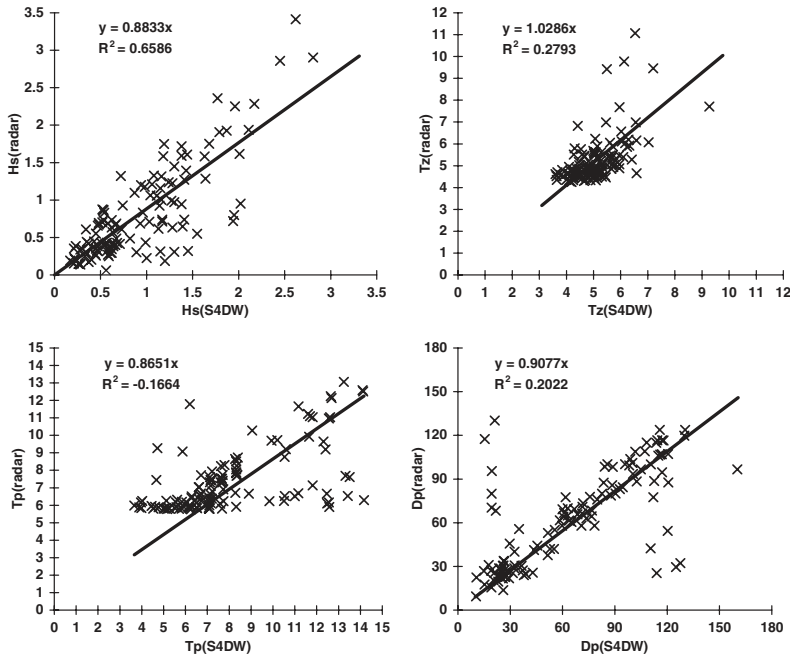 3.5
3
2.5
2
1.5
1
0.5
0
Hs(radar)
y = 0.8833x
R² = 0.6586
0 0.5 1 1.5 2 2.5 3 3.5
Hs(S4DW)
12
11
10
9
8
7
6
5
4
3
2
1
0
Tz(radar)
y = 1.0286x
R² = 0.2793
0 1 2 3 4 5 6 7 8 9 10 11 12
Tz(S4DW)
15
14
13
12
11
10
9
8
7
6
5
4
3
2
1
0
Tp(radar)
y = 0.8651x
R² = -0.1664
0 1 2 3 4 5 6 7 8 9 10 11 12 13 14 15
Tp(S4DW)
180
150
120
90
60
30
0
Dp(radar)
y = 0.9077x
R² = 0.2022
0 30 60 90 120 150 180
Dp(S4DW)